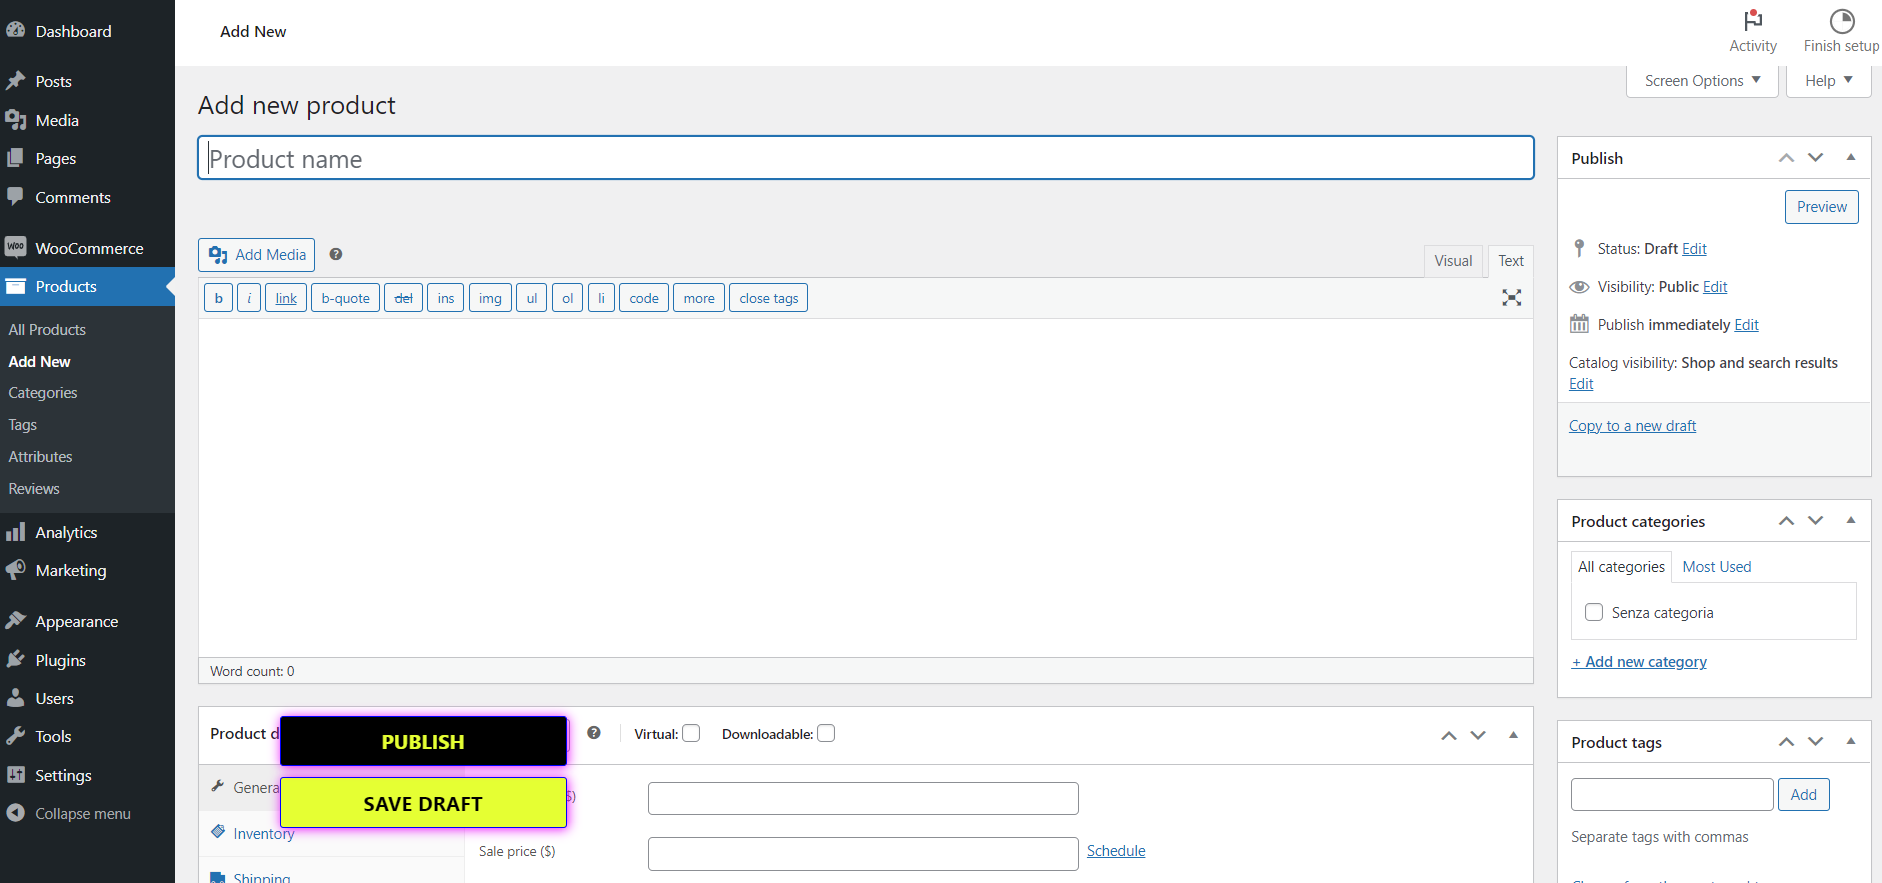 Dashboard
Posts
Media
Pages
Comments
WooCommerce
Products
All Products
Add New
Categories
Tags
Attributes
Reviews
Analytics
Marketing
Appearance
Plugins
Users
Tools
Settings
Collapse menu
Add New
Activity
Finish setup
Screen Options
Help
Add new product
Product name
Add Media
Visual
Text
b
i
link
b-quote
del
ins
img
ul
ol
li
code
more
close tags
Word count: 0
Product d
PUBLISH
SAVE DRAFT
Virtual:
Downloadable:
Genera
$)
Inventory
Sale price ($)
Schedule
Shipping
Publish
Preview
Status: Draft Edit
Visibility: Public Edit
Publish immediately Edit
Catalog visibility: Shop and search results
Edit
Copy to a new draft
Product categories
All categories
Most Used
Senza categoria
+ Add new category
Product tags
Add
Separate tags with commas